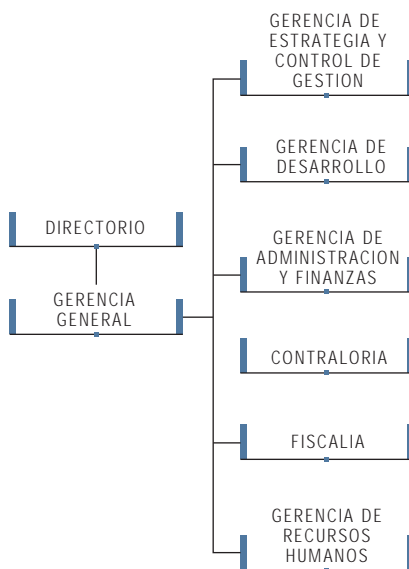 GERENCIA DE
ESTRATEGIA Y
CONTROL DE
GESTION
GERENCIA DE
DESARROLLO
DIRECTORIO
GERENCIA DE
ADMINISTRACION
Y FINANZAS
GERENCIA
GENERAL
CONTRALORIA
FISCALIA
GERENCIA DE
RECURSOS
HUMANOS